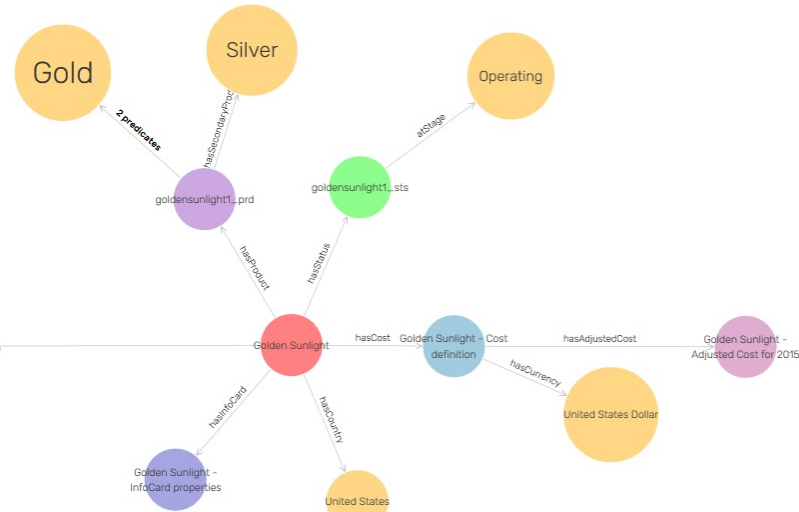 Silver
Gold
Operating
2 predicates
atStage
goldensunlight1_prd
goldensunlight1_sts
hasProduct
hasStatus
Golden Sunlight
hasCost
Golden Sunlight - Cost
definition
hasAdjustedCost
Golden Sunlight -
Adjusted Cost for 2015
hasCurrency
United States Dollar
hasInfoCard
hasCountry
Golden Sunlight -
InfoCard properties
United States